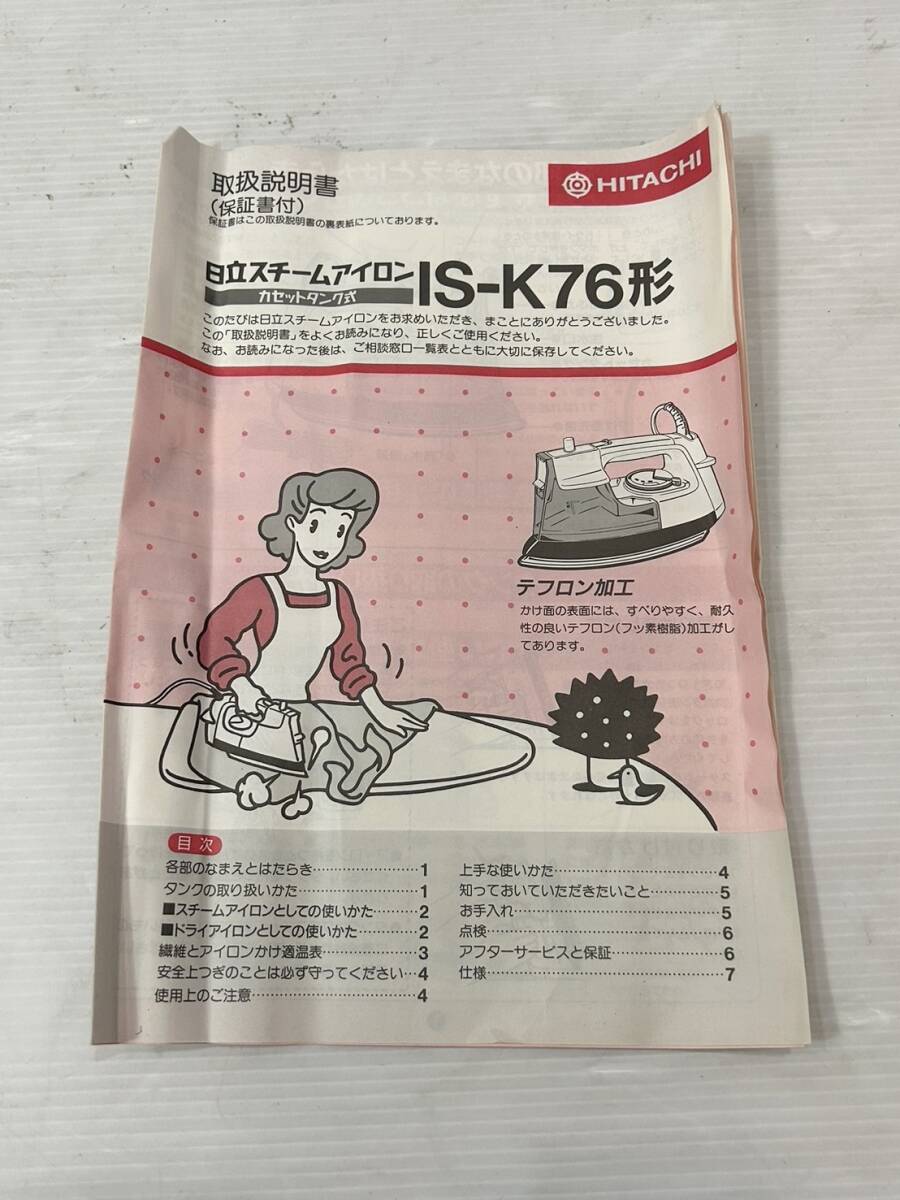 取扱説明書
(保証書付)
保証書はこの取扱説明書の裏表紙についております。
HITACHI
日立スチームアイロン
カセットタンク式
IS-K76形
このたびは日立スチームアイロンをお求めいただき、まことにありがとうございました。
この「取扱説明書」をよくお読みになり、正しくご使用ください。
なお、お読みになった後は、ご相談窓口一覧表とともに大切に保存してください。
テフロン加工
かけ面の表面には、すべりやすく、耐久
性の良いテフロン(フッ素樹脂)加工がし
てあります。
目次
各部のなまえとはたらき……………1
タンクの取り扱いかた………………1
■スチームアイロンとしての使いかた………2
■ドライアイロンとしての使いかた………2
繊維とアイロンかけ適温表…………3
安全上つぎのことは必ず守ってください…4
使用上のご注意………………………4
上手な使いかた………………………4
知っておいていただきたいこと……5
お手入れ………………………………5
点検……………………………………6
アフターサービスと保証……………6
仕様……………………………………7